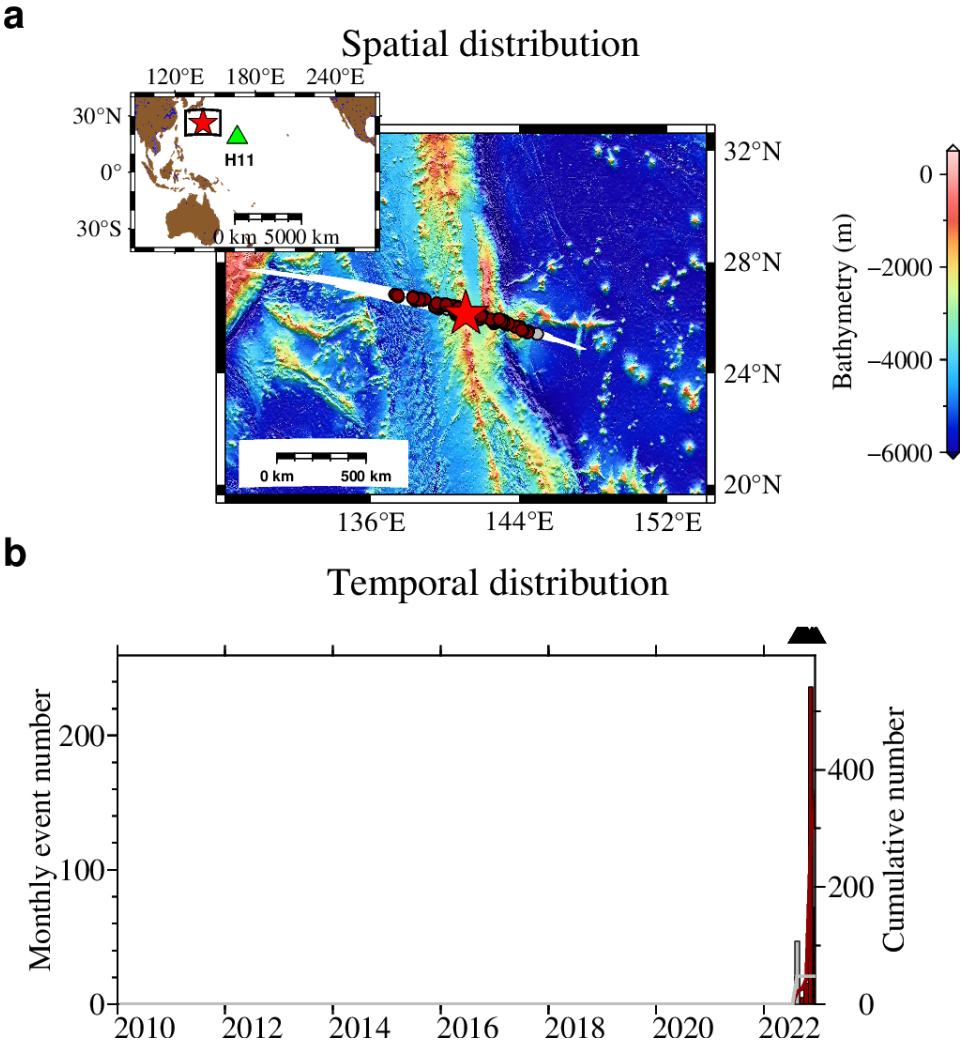 a
Spatial distribution
120°E 180°E 240°E
30°N
0°
30°S
H11
0 km 5000 km
32°N
28°N
24°N
20°N
0 km 500 km
136°E 144°E 152°E
Bathymetry (m)
0
−2000
−4000
−6000
b
Temporal distribution
Monthly event number
200
100
0
Cumulative number
400
200
0
2010 2012 2014 2016 2018 2020 2022